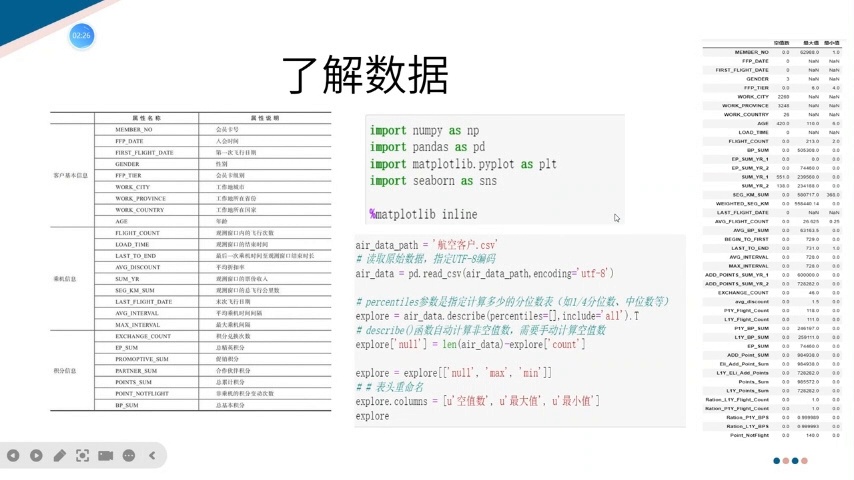 02:26
了解数据
属性名称 属性说明
客户基本信息
MEMBER_NO 会员卡号
FFP_DATE 入会时间
FIRST_FLIGHT_DATE 第一次飞行日期
GENDER 性别
FFP_TIER 会员卡级别
WORK_CITY 工作地城市
WORK_PROVINCE 工作地所在省份
WORK_COUNTRY 工作地所在国家
AGE 年龄
乘机信息
FLIGHT_COUNT 观测窗口内的飞行次数
LOAD_TIME 观测窗口的结束时间
LAST_TO_END 最后一次乘机时间至观测窗口结束时长
AVG_DISCOUNT 平均折扣率
SUM_YR 观测窗口的票价收入
SEG_KM_SUM 观测窗口的总飞行公里数
LAST_FLIGHT_DATE 末次飞行日期
AVG_INTERVAL 平均乘机时间间隔
MAX_INTERVAL 最大乘机间隔
积分信息
EXCHANGE_COUNT 积分兑换次数
EP_SUM 总精英积分
PROMOPTIVE_SUM 促销积分
PARTNER_SUM 合作伙伴积分
POINTS_SUM 总累计积分
POINT_NOTFLIGHT 非乘机的积分变动次数
BP_SUM 总基本积分
import numpy as np
import pandas as pd
import matplotlib.pyplot as plt
import seaborn as sns
%matplotlib inline
air_data_path = '航空客户.csv'
# 读取原始数据，指定UTF-8编码
air_data = pd.read_csv(air_data_path,encoding='utf-8')
# percentiles参数是指定计算多少的分位数表（如1/4分位数、中位数等）
explore = air_data.describe(percentiles=[],include='all').T
# describe()函数自动计算非空值数，需要手动计算空值数
explore['null'] = len(air_data)-explore['count']
explore = explore[['null', 'max', 'min']]
# # 表头重命名
explore.columns = [u'空值数', u'最大值', u'最小值']
explore
空值数 最大值 最小值
MEMBER_NO 0.0 62988.0 1.0
FFP_DATE 0 NaN NaN
FIRST_FLIGHT_DATE 0 NaN NaN
GENDER 3 NaN NaN
FFP_TIER 0.0 6.0 4.0
WORK_CITY 2269 NaN NaN
WORK_PROVINCE 3248 NaN NaN
WORK_COUNTRY 26 NaN NaN
AGE 420.0 110.0 6.0
LOAD_TIME 0 NaN NaN
FLIGHT_COUNT 0.0 213.0 2.0
BP_SUM 0.0 505308.0 0.0
EP_SUM_YR_1 0.0 0.0 0.0
EP_SUM_YR_2 0.0 74460.0 0.0
SUM_YR_1 551.0 239560.0 0.0
SUM_YR_2 138.0 234188.0 0.0
SEG_KM_SUM 0.0 580717.0 368.0
WEIGHTED_SEG_KM 0.0 558440.14 0.0
LAST_FLIGHT_DATE 0 NaN NaN
AVG_FLIGHT_COUNT 0.0 26.625 0.25
AVG_BP_SUM 0.0 63163.5 0.0
BEGIN_TO_FIRST 0.0 729.0 0.0
LAST_TO_END 0.0 731.0 1.0
AVG_INTERVAL 0.0 728.0 0.0
MAX_INTERVAL 0.0 728.0 0.0
ADD_POINTS_SUM_YR_1 0.0 600000.0 0.0
ADD_POINTS_SUM_YR_2 0.0 728282.0 0.0
EXCHANGE_COUNT 0.0 46.0 0.0
avg_discount 0.0 1.5 0.0
P1Y_Flight_Count 0.0 118.0 0.0
L1Y_Flight_Count 0.0 111.0 0.0
P1Y_BP_SUM 0.0 246197.0 0.0
L1Y_BP_SUM 0.0 259111.0 0.0
EP_SUM 0.0 74460.0 0.0
ADD_Point_SUM 0.0 984938.0 0.0
Eli_Add_Point_Sum 0.0 984938.0 0.0
L1Y_ELi_Add_Points 0.0 728282.0 0.0
Points_Sum 0.0 985572.0 0.0
L1Y_Points_Sum 0.0 728282.0 0.0
Ration_L1Y_Flight_Count 0.0 1.0 0.0
Ration_P1Y_Flight_Count 0.0 1.0 0.0
Ration_P1Y_BPS 0.0 0.999989 0.0
Ration_L1Y_BPS 0.0 0.999993 0.0
Point_NotFlight 0.0 140.0 0.0